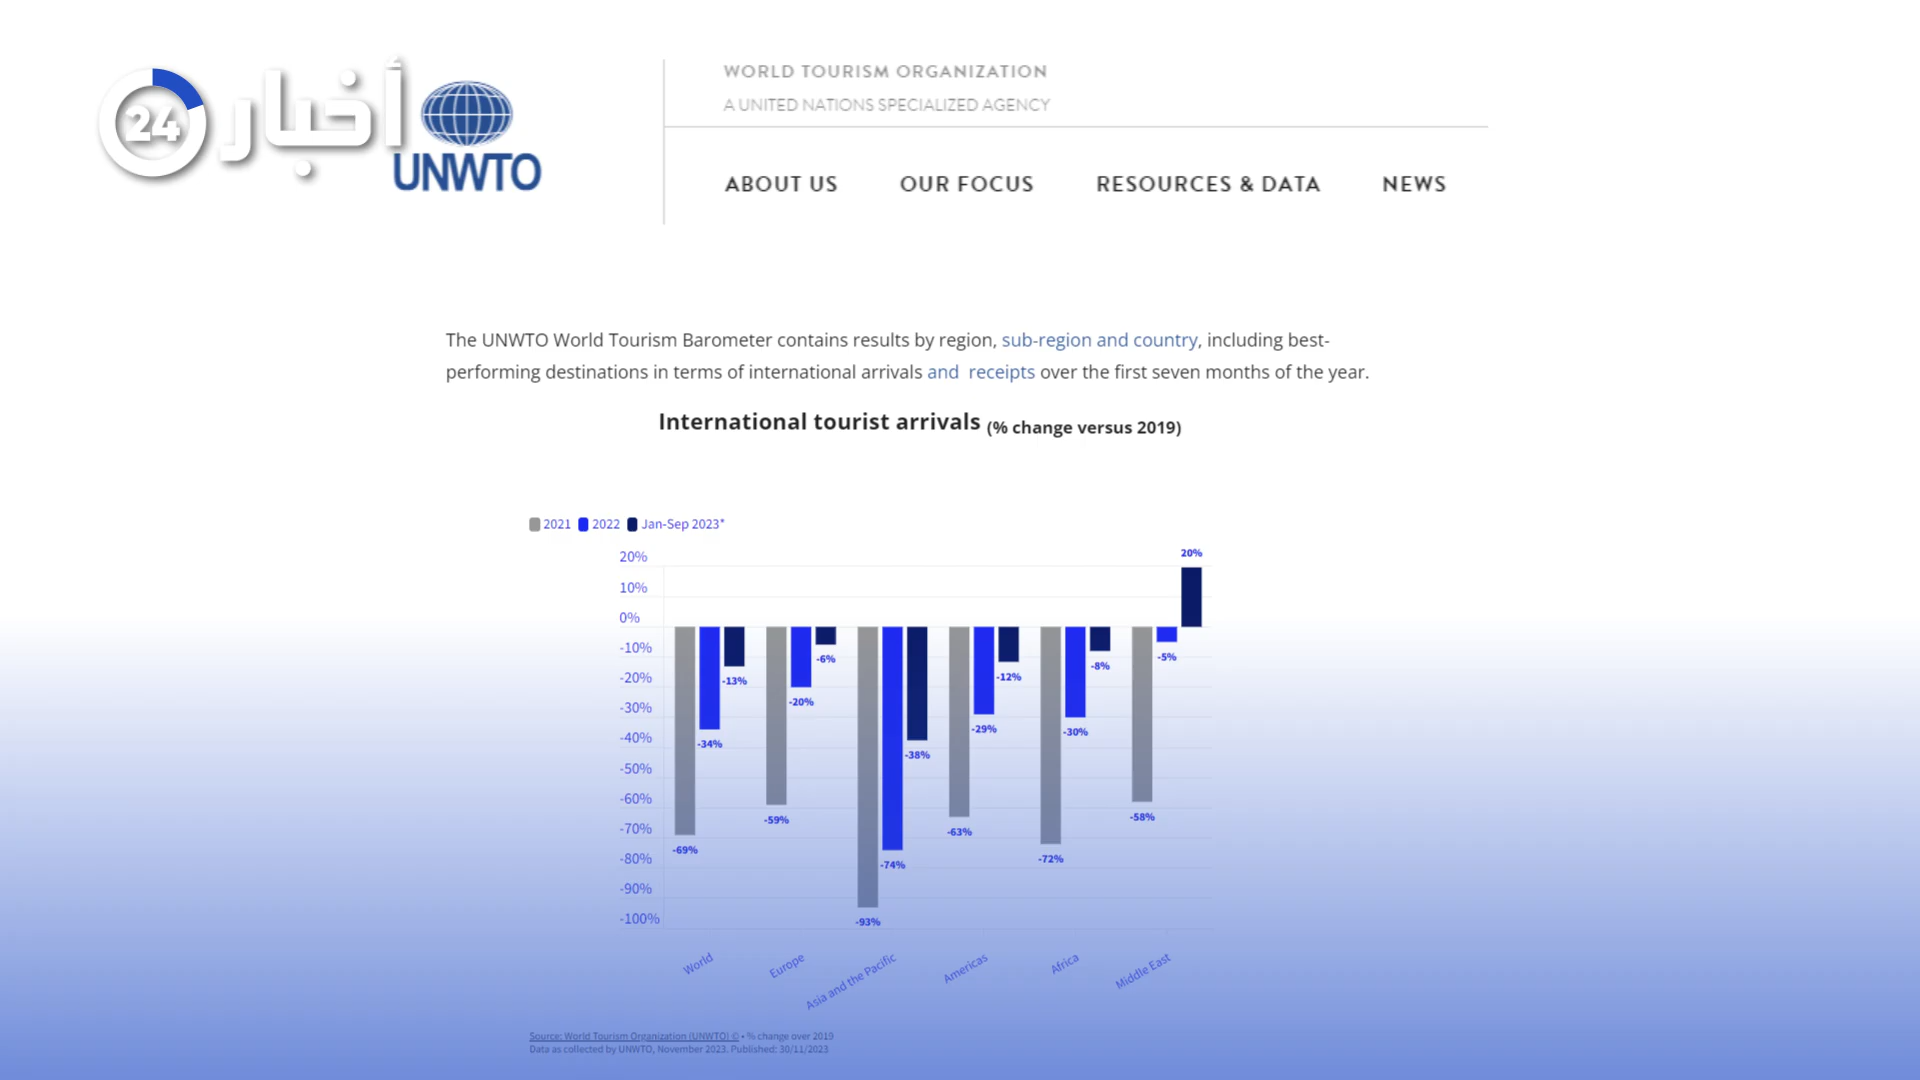 24 أخبار
UNWTO
WORLD TOURISM ORGANIZATION
A UNITED NATIONS SPECIALIZED AGENCY
ABOUT US OUR FOCUS RESOURCES & DATA NEWS
The UNWTO World Tourism Barometer contains results by region, sub-region and country, including best-
performing destinations in terms of international arrivals and receipts over the first seven months of the year.
International tourist arrivals (% change versus 2019)
2021 2022 Jan-Sep 2023*
20%
10%
0%
-10%
-20%
-30%
-40%
-50%
-60%
-70%
-80%
-90%
-100%
-69% -34% -13%
-59% -20% -6%
-93% -74% -38%
-63% -29% -12%
-72% -30% -8%
-58% -5% 20%
World Europe Asia and the Pacific Americas Africa Middle East
Source: World Tourism Organization (UNWTO) © • % change over 2019
Data as collected by UNWTO, November 2023. Published: 30/11/2023